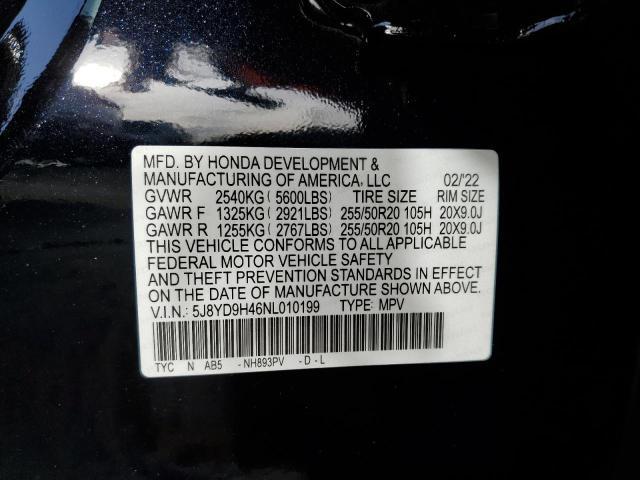 MFD. BY HONDA DEVELOPMENT &
MANUFACTURING OF AMERICA, LLC 02/'22
GVWR 2540KG ( 5600LBS) TIRE SIZE RIM SIZE
GAWR F 1325KG ( 2921LBS) 255/50R20 105H 20X9.0J
GAWR R 1255KG ( 2767LBS) 255/50R20 105H 20X9.0J
THIS VEHICLE CONFORMS TO ALL APPLICABLE
FEDERAL MOTOR VEHICLE SAFETY
AND THEFT PREVENTION STANDARDS IN EFFECT
ON THE DATE OF MANUFACTURE SHOWN ABOVE.
V.I.N.: 5J8YD9H46NL010199 TYPE: MPV
TYC N AB5 -NH893PV -D-L